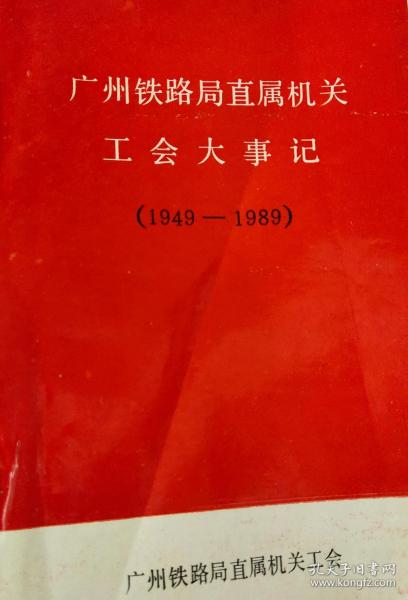 广州铁路局直属机关
工会大事记
(1949—1989)
广州铁路局直属机关工会
孔夫子旧书网
kongfz.com